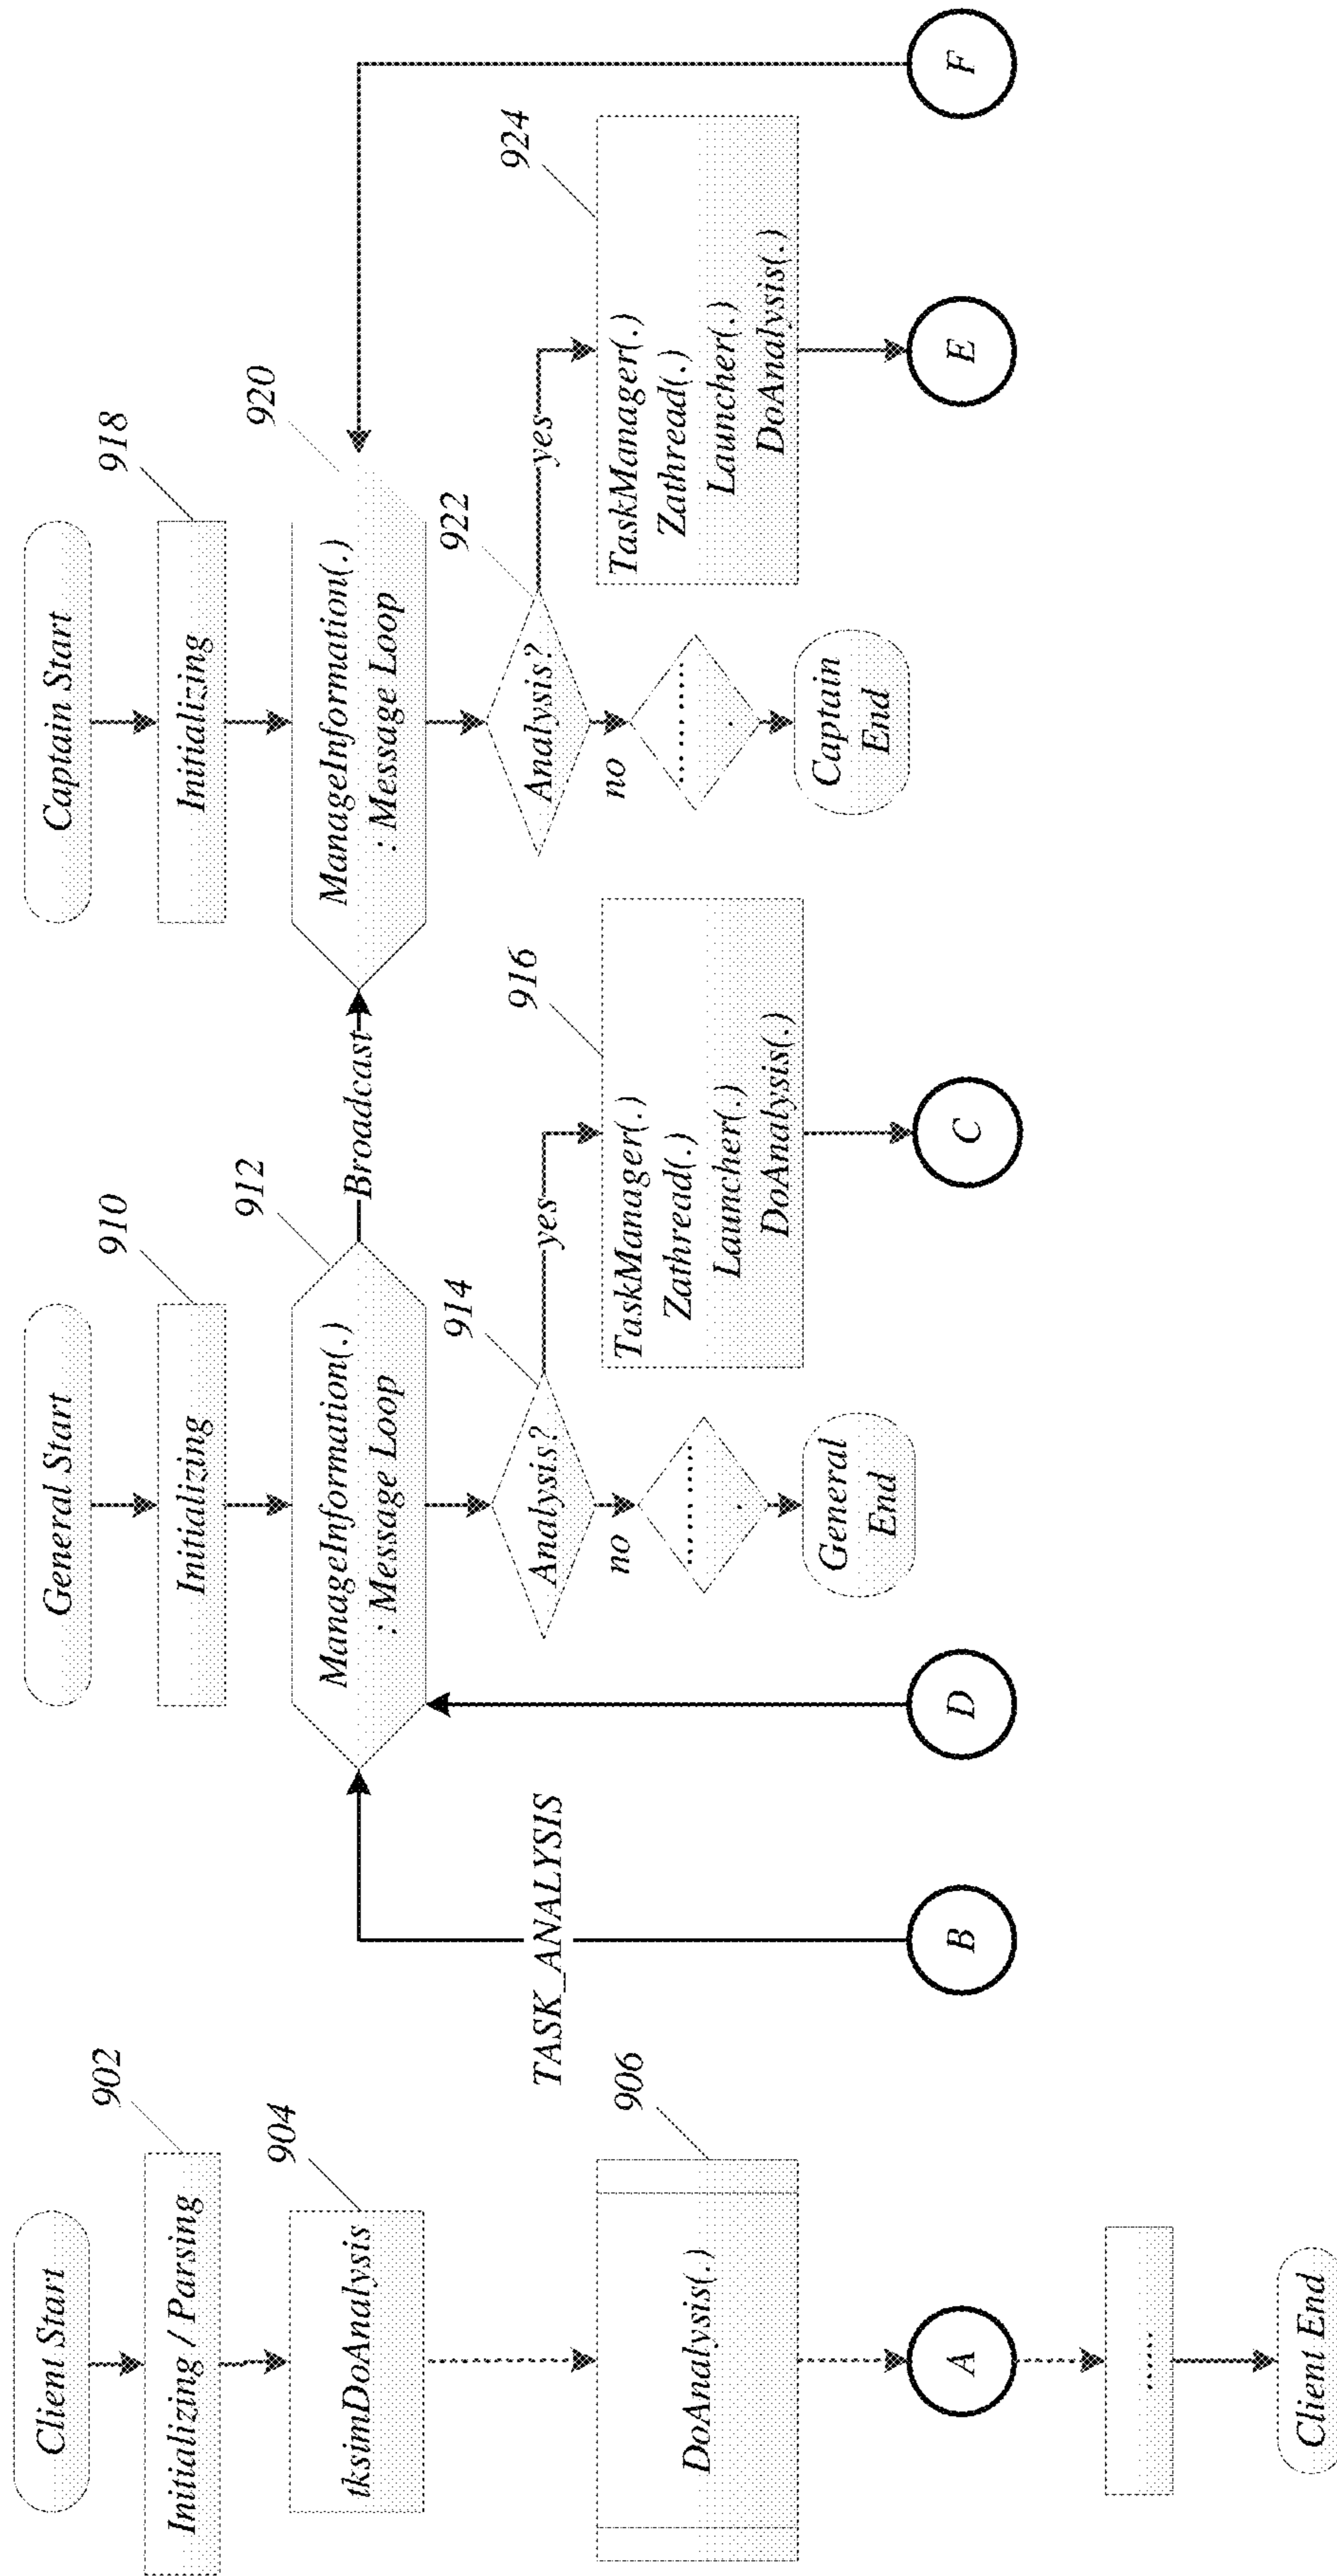 Client Start
902
Initializing / Parsing
904
tksimDoAnalysis
906
DoAnalysis(.)
A
.......
Client End
TASK_ANALYSIS
B
D
General Start
910
Initializing
912
ManageInformation(.)
: Message Loop
Broadcast
914
Analysis?
yes
no
..........
.
General
End
916
TaskManager(.)
Zathread(.)
Launcher(.)
DoAnalysis(.)
C
Captain Start
918
Initializing
920
ManageInformation(.)
: Message Loop
922
Analysis?
yes
no
..........
.
Captain
End
924
TaskManager(.)
Zathread(.)
Launcher(.)
DoAnalysis(.)
E
F